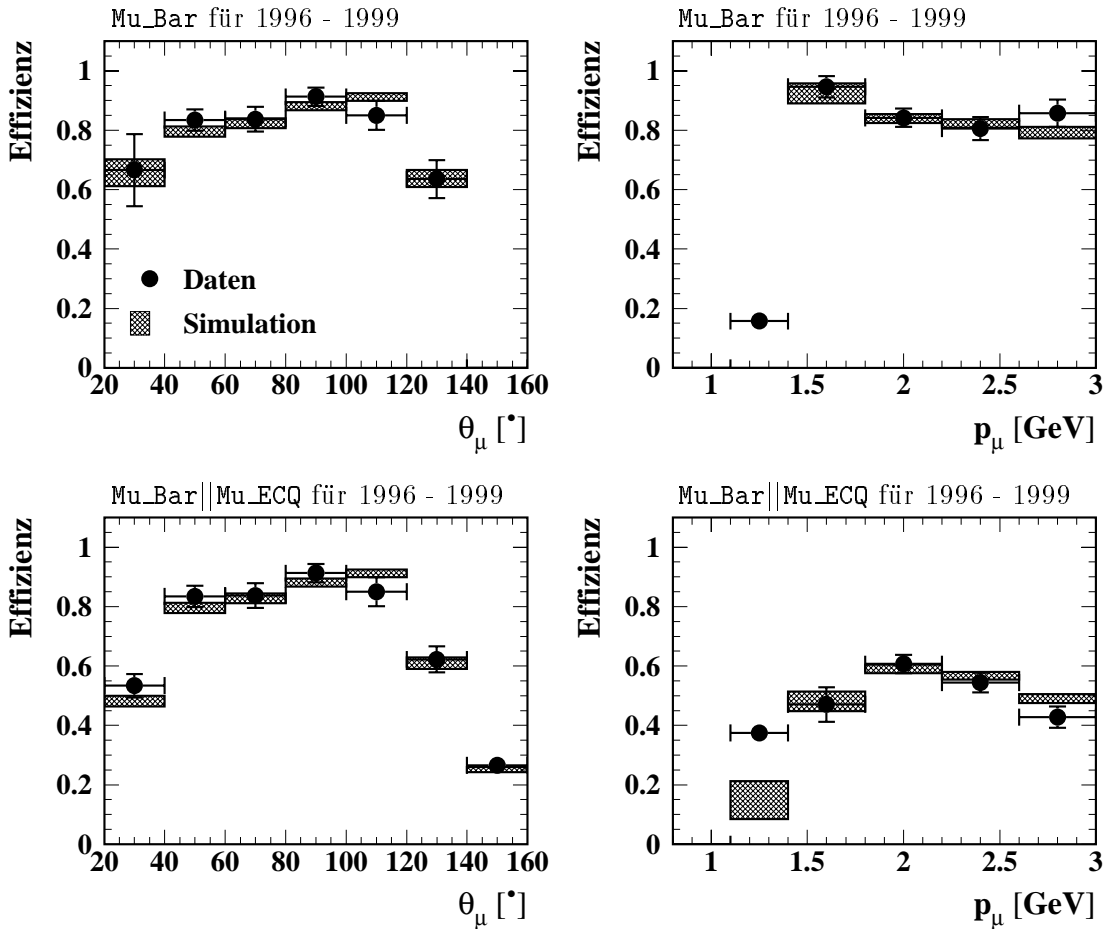 Mu_Bar für 1996 - 1999
Effizienz
1
0.8
0.6
0.4
0.2
0
Daten
Simulation
20 40 60 80 100 120 140 160
θμ [°]
Mu_Bar für 1996 - 1999
Effizienz
1
0.8
0.6
0.4
0.2
0
1 1.5 2 2.5 3
pμ [GeV]
Mu_Bar||Mu_ECQ für 1996 - 1999
Effizienz
1
0.8
0.6
0.4
0.2
0
20 40 60 80 100 120 140 160
θμ [°]
Mu_Bar||Mu_ECQ für 1996 - 1999
Effizienz
1
0.8
0.6
0.4
0.2
0
1 1.5 2 2.5 3
pμ [GeV]